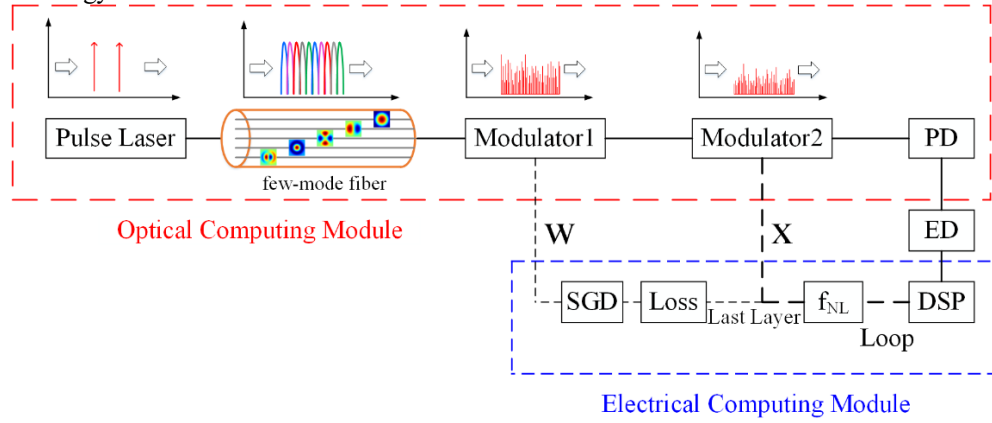 Pulse Laser
few-mode fiber
Modulator1
Modulator2
PD
Optical Computing Module
W
X
ED
SGD
Loss
Last Layer
f_NL
DSP
Loop
Electrical Computing Module